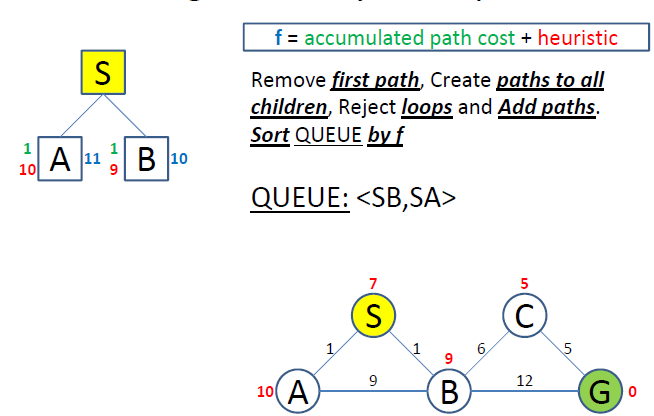 f = accumulated path cost + heuristic
S
Remove first path, Create paths to all
children, Reject loops and Add paths.
Sort QUEUE by f
1 10 A 11 1 9 B 10
QUEUE: <SB,SA>
7 5
S C
1 1 9 6 5
10 A 9 B 12 G 0